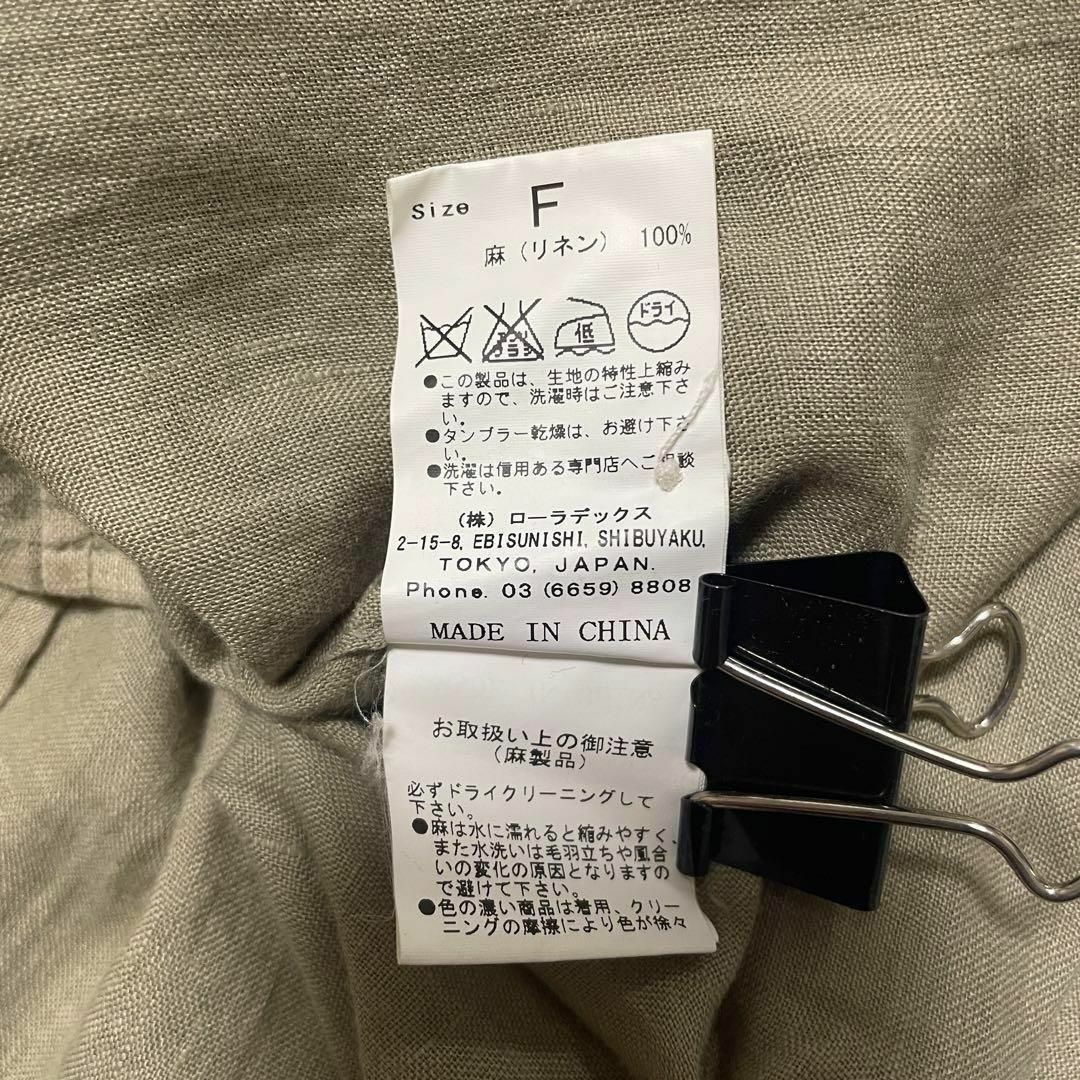 Size F
麻（リネン） 100%
エンソ
サラシ
低
ドライ
●この製品は、生地の特性上縮み
ますので、洗濯時はご注意下さ
い。
●タンブラー乾燥は、お避け下さ
い。
●洗濯は信用ある専門店へご相談
下さい。
（株）ローラデックス
2-15-8, EBISUNISHI, SHIBUYAKU,
TOKYO, JAPAN.
Phone. 03 (6659) 8808
MADE IN CHINA
お取扱い上の御注意
（麻製品）
必ずドライクリーニングして
下さい。
●麻は水に濡れると縮みやすく、
また水洗いは毛羽立ちや風合
いの変化の原因となりますの
で避けて下さい。
●色の濃い商品は着用、クリー
ニングの摩擦により色が徐々